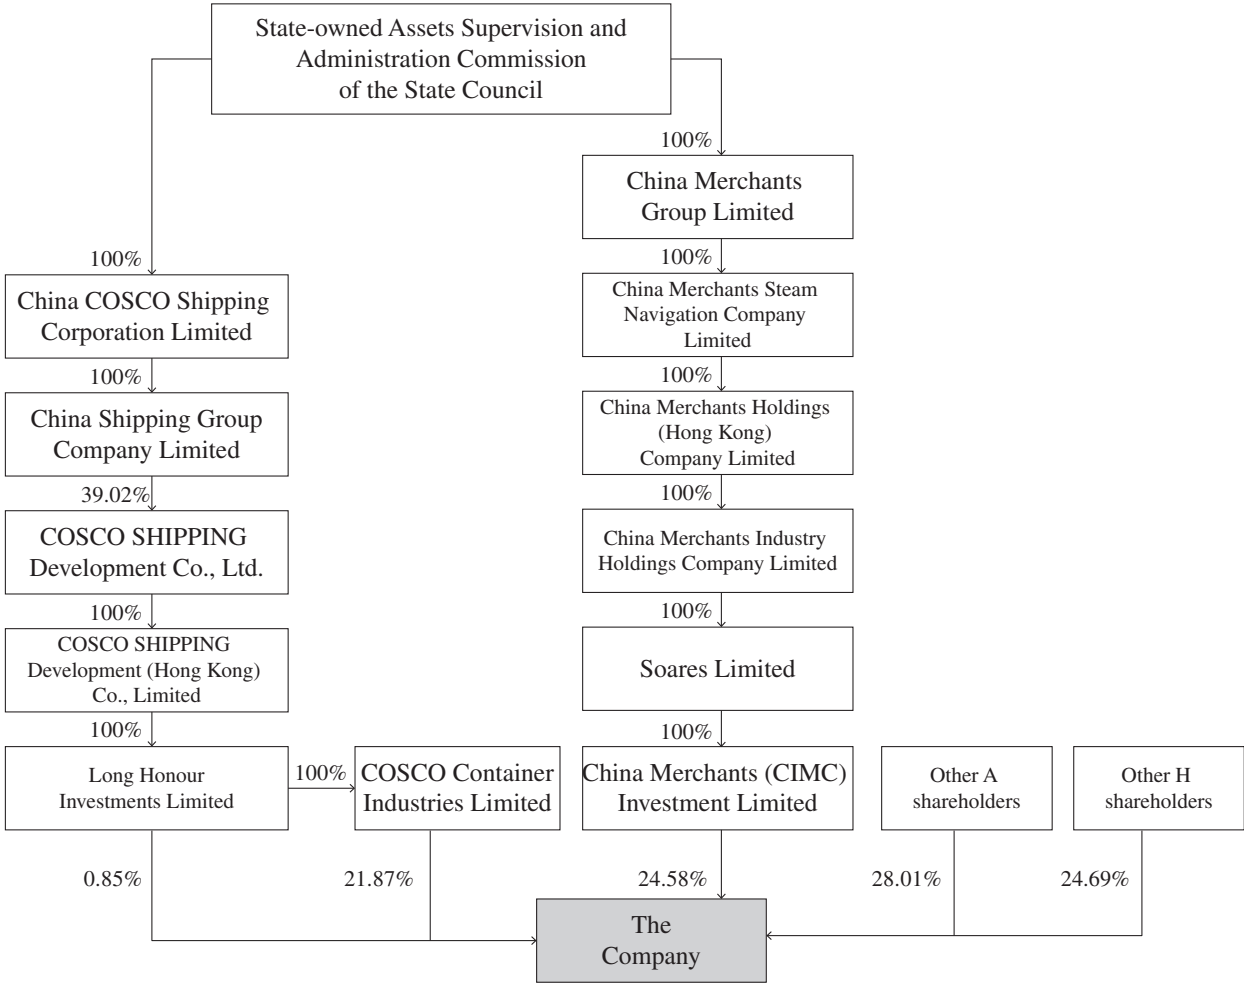 State-owned Assets Supervision and
Administration Commission
of the State Council
100%
China Merchants
Group Limited
100%
100%
China COSCO Shipping
Corporation Limited
China Merchants Steam
Navigation Company
Limited
100%
100%
China Shipping Group
Company Limited
China Merchants Holdings
(Hong Kong)
Company Limited
39.02%
100%
COSCO SHIPPING
Development Co., Ltd.
China Merchants Industry
Holdings Company Limited
100%
100%
COSCO SHIPPING
Development (Hong Kong)
Co., Limited
Soares Limited
100%
100%
Long Honour
Investments Limited
100%
COSCO Container
Industries Limited
China Merchants (CIMC)
Investment Limited
Other A
shareholders
Other H
shareholders
0.85%
21.87%
24.58%
28.01%
24.69%
The
Company